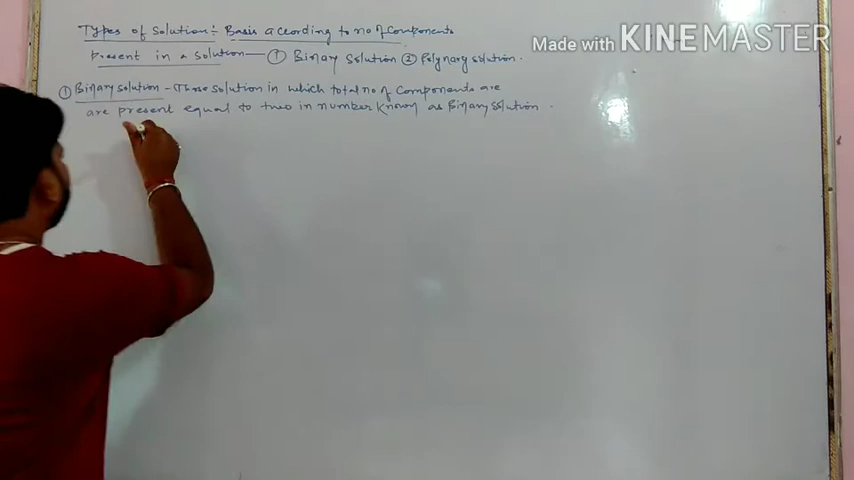 Types of solution :- Basis according to no of components
Made with KINEMASTER
present in a solution — ① Binary solution ② Polynary solution.
① Binary solution - Those solution in which total no of components are
are present equal to two in number known as Binary solution .